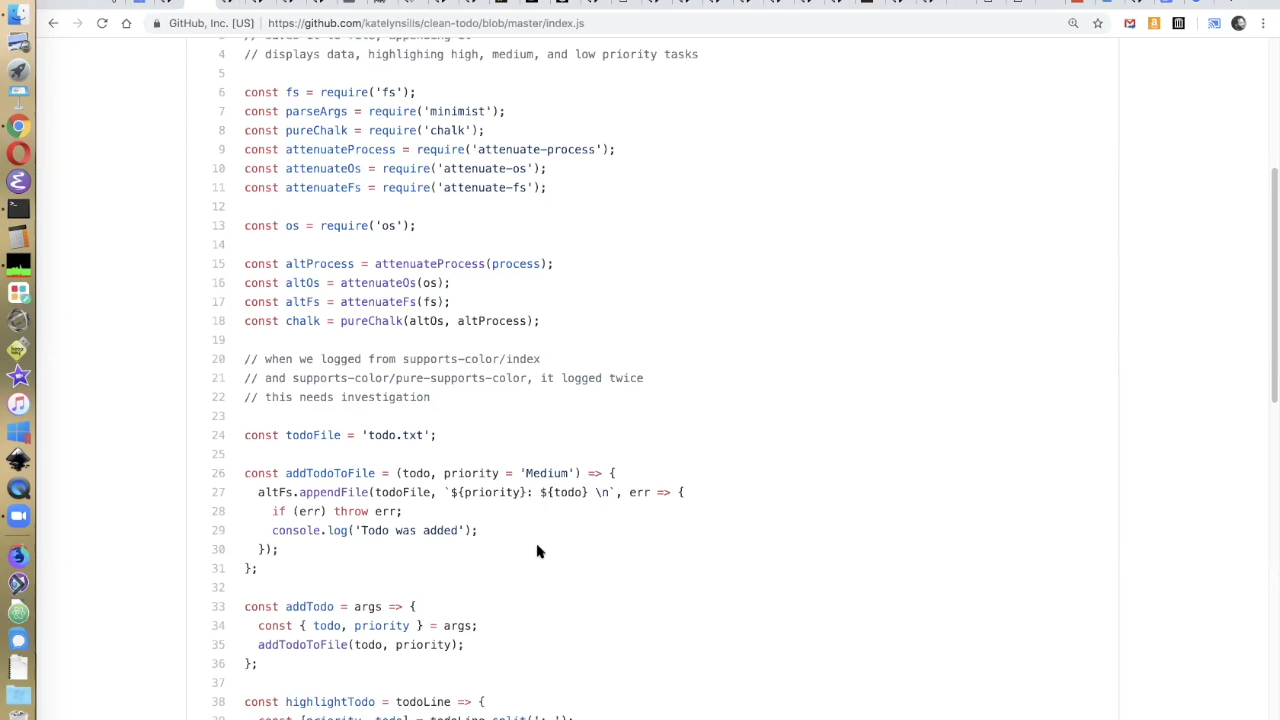 GitHub, Inc. [US] | https://github.com/katelynsills/clean-todo/blob/master/index.js
4 // displays data, highlighing high, medium, and low priority tasks
5
6 const fs = require('fs');
7 const parseArgs = require('minimist');
8 const pureChalk = require('chalk');
9 const attenuateProcess = require('attenuate-process');
10 const attenuateOs = require('attenuate-os');
11 const attenuateFs = require('attenuate-fs');
12
13 const os = require('os');
14
15 const altProcess = attenuateProcess(process);
16 const altOs = attenuateOs(os);
17 const altFs = attenuateFs(fs);
18 const chalk = pureChalk(altOs, altProcess);
19
20 // when we logged from supports-color/index
21 // and supports-color/pure-supports-color, it logged twice
22 // this needs investigation
23
24 const todoFile = 'todo.txt';
25
26 const addTodoToFile = (todo, priority = 'Medium') => {
27 altFs.appendFile(todoFile, `${priority}: ${todo} \n`, err => {
28 if (err) throw err;
29 console.log('Todo was added');
30 });
31 };
32
33 const addTodo = args => {
34 const { todo, priority } = args;
35 addTodoToFile(todo, priority);
36 };
37
38 const highlightTodo = todoLine => {